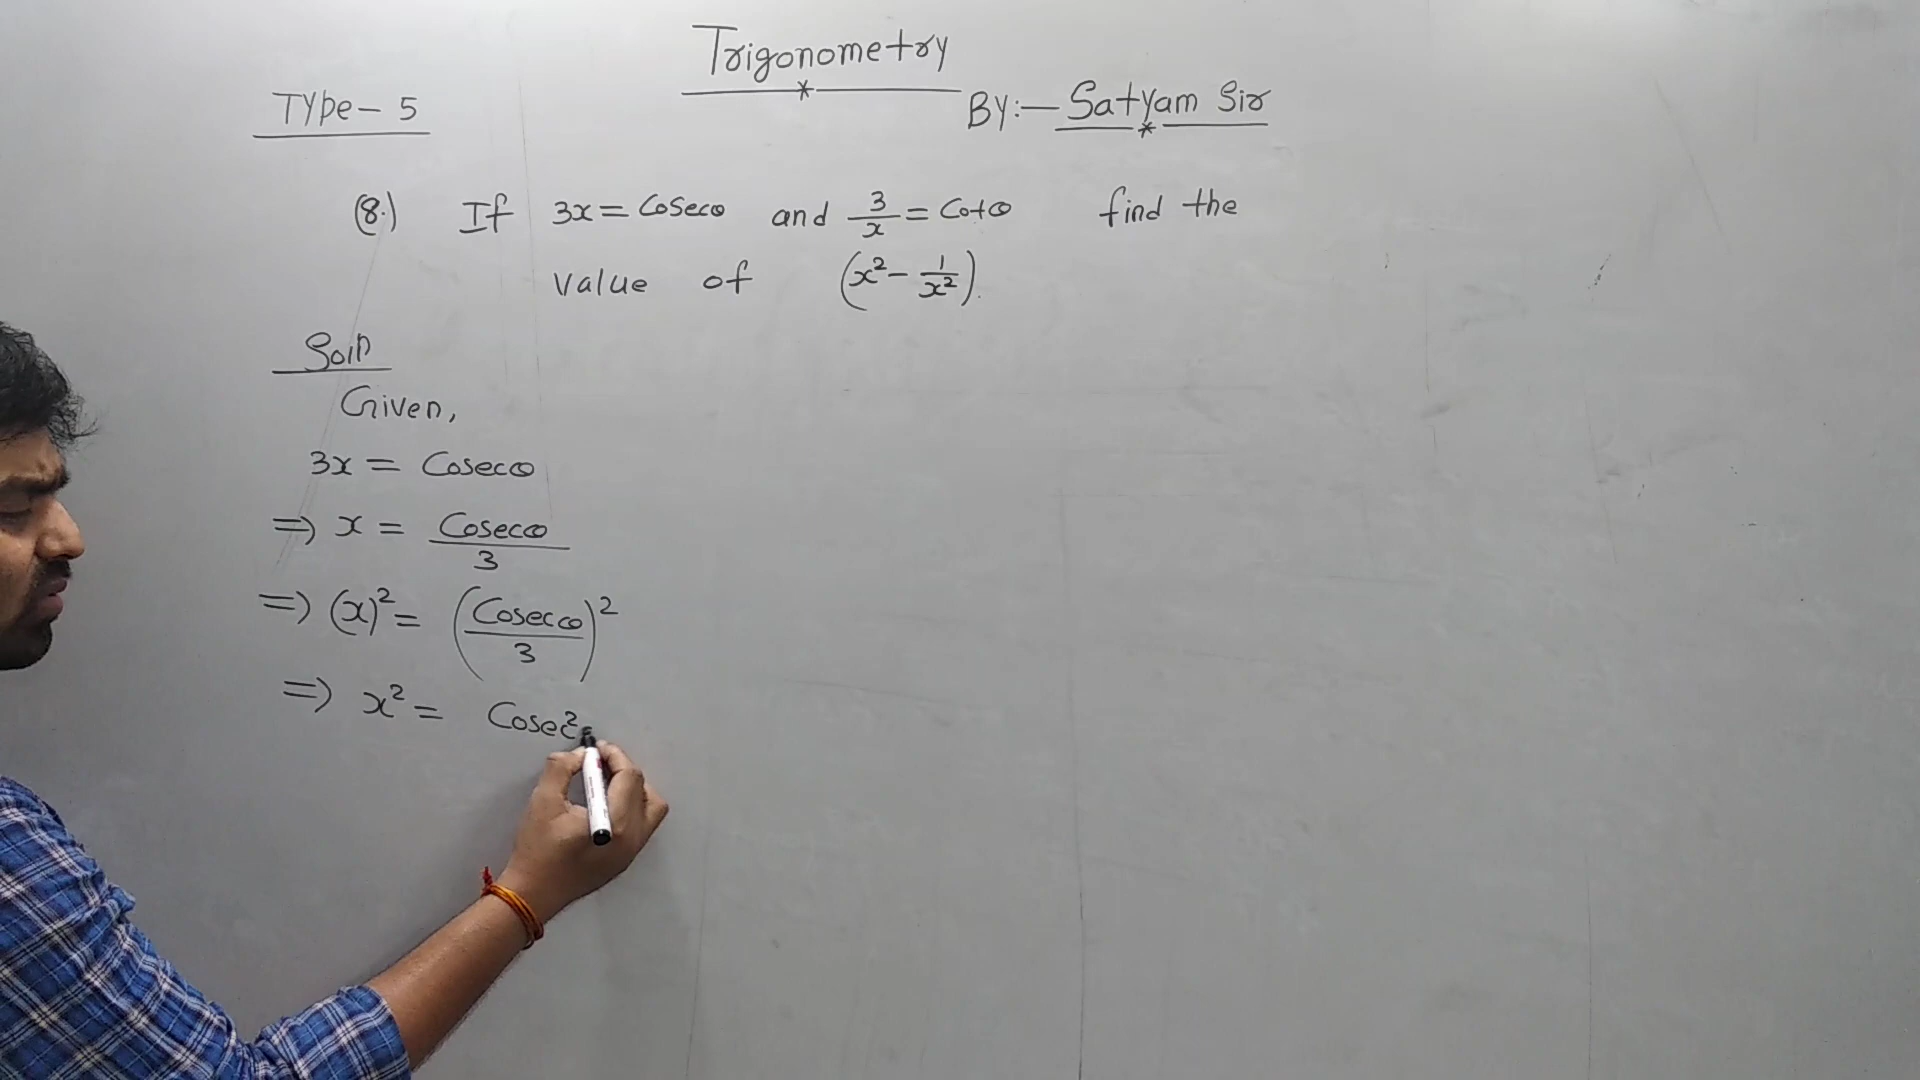 Trigonometry
TYPE- 5
BY:— Satyam Sir
(8.) If 3x = Cosecθ and 3/x = Cotθ find the
value of (x² - 1/x²).
Soln
Given,
3x = Cosecθ
=> x = Cosecθ/3
=> (x)² = (Cosecθ/3)²
=> x² = Cosec²